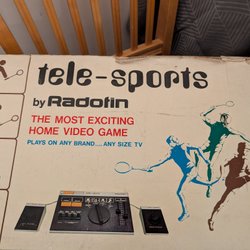 tele-sports
by Radofin
THE MOST EXCITING
HOME VIDEO GAME
PLAYS ON ANY BRAND.... ANY SIZE TV